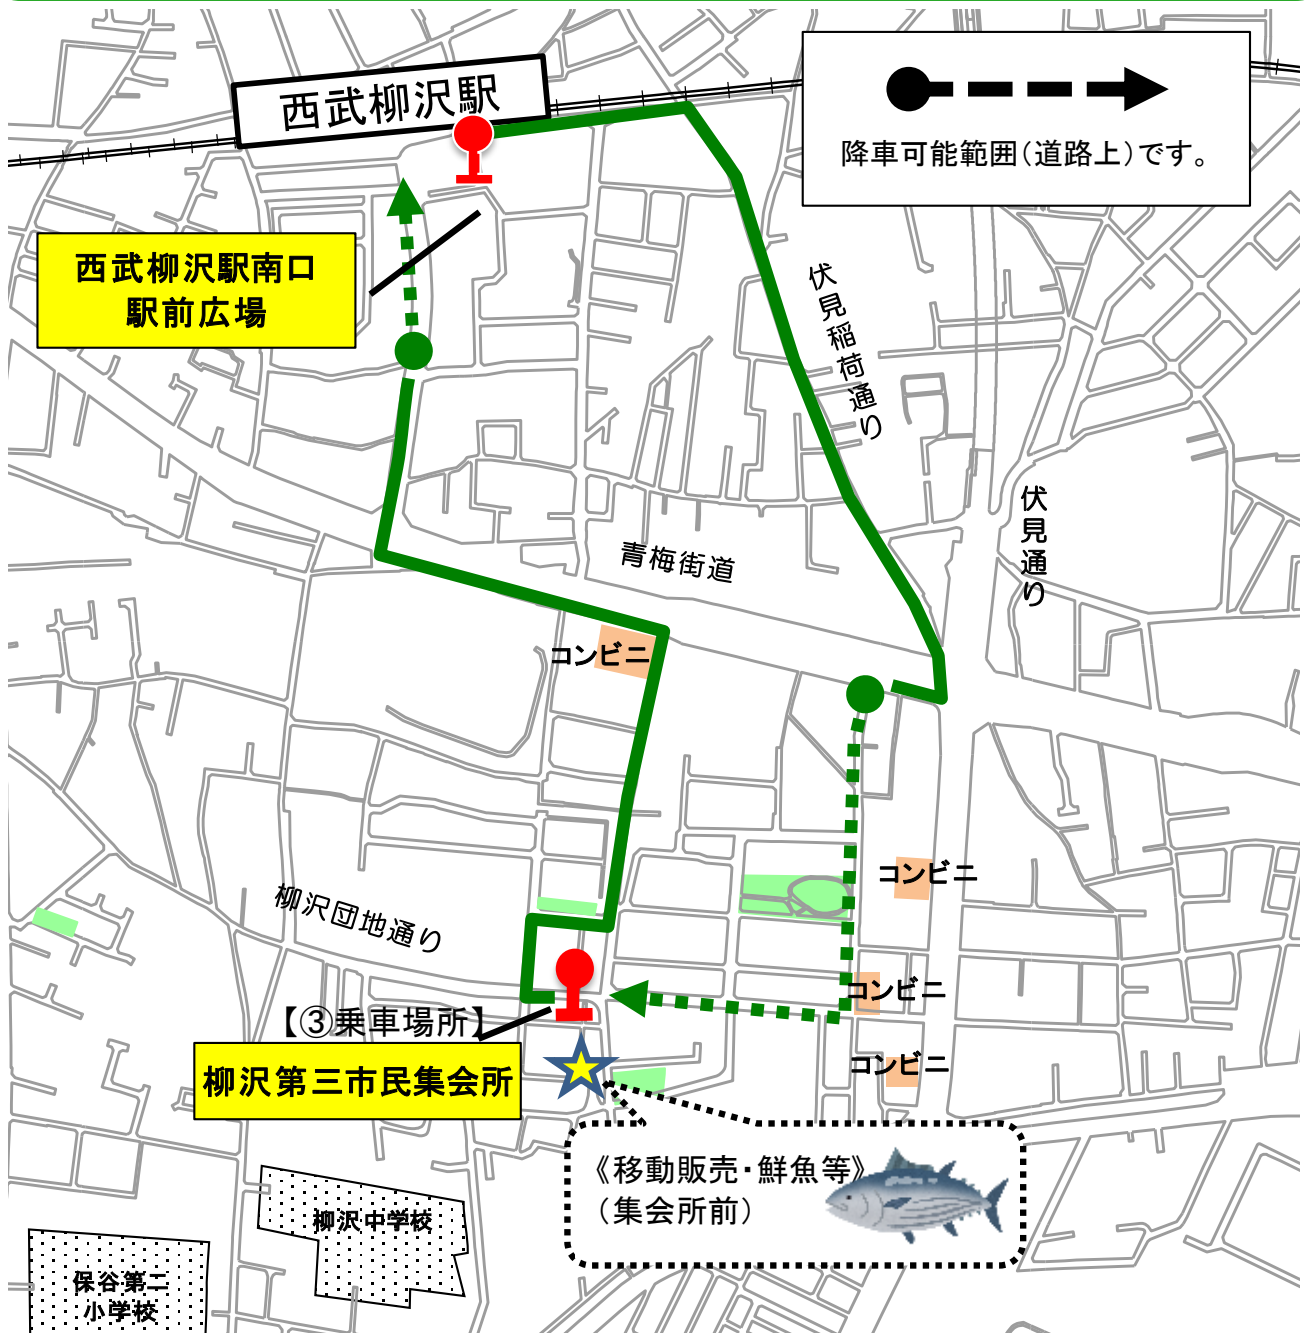 西武柳沢駅
降車可能範囲(道路上)です。
西武柳沢駅南口
駅前広場
伏見稲荷通り
伏見通り
青梅街道
コンビニ
コンビニ
柳沢団地通り
コンビニ
【③乗車場所】
柳沢第三市民集会所
コンビニ
《移動販売・鮮魚等》
(集会所前)
柳沢中学校
保谷第二
小学校